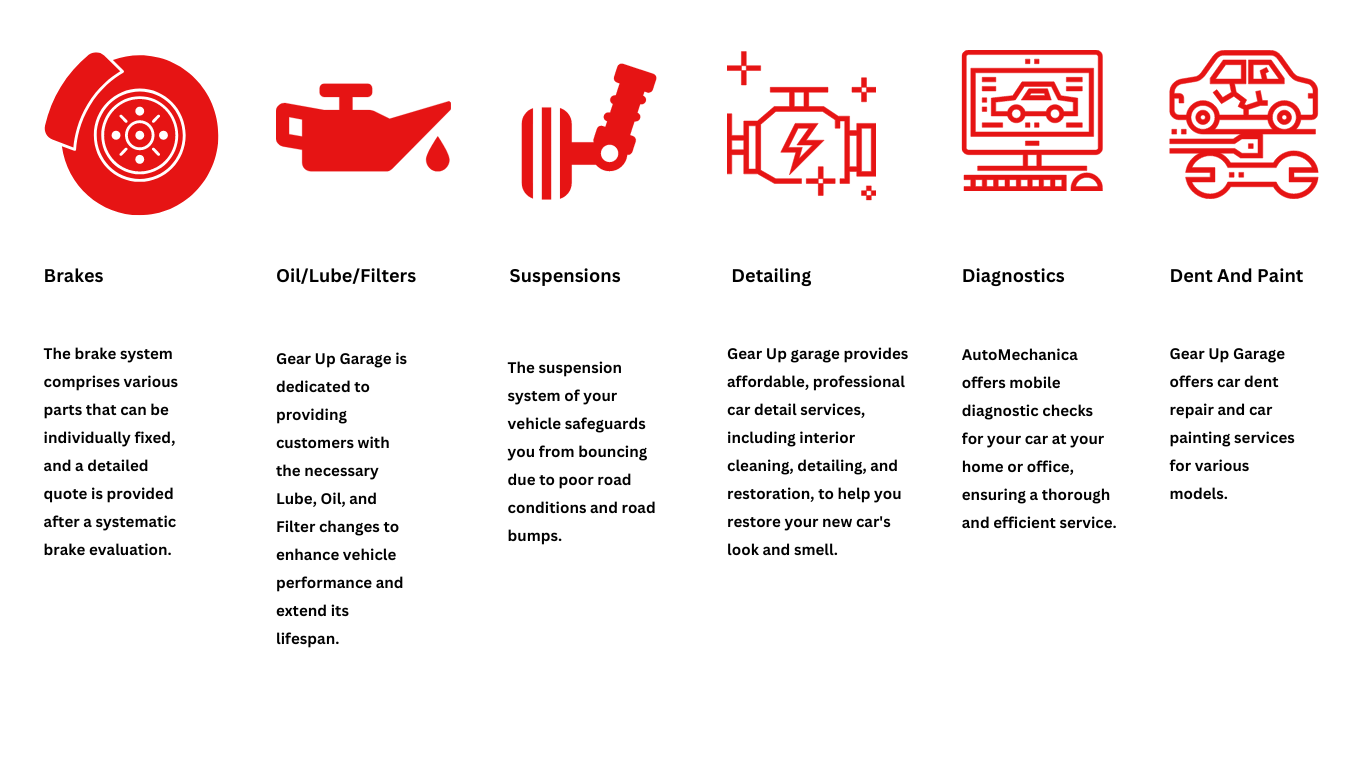 Brakes
The brake system
comprises various
parts that can be
individually fixed,
and a detailed
quote is provided
after a systematic
brake evaluation.
Oil/Lube/Filters
Gear Up Garage is
dedicated to
providing
customers with
the necessary
Lube, Oil, and
Filter changes to
enhance vehicle
performance and
extend its
lifespan.
Suspensions
The suspension
system of your
vehicle safeguards
you from bouncing
due to poor road
conditions and road
bumps.
Detailing
Gear Up garage provides
affordable, professional
car detail services,
including interior
cleaning, detailing, and
restoration, to help you
restore your new car's
look and smell.
Diagnostics
AutoMechanica
offers mobile
diagnostic checks
for your car at your
home or office,
ensuring a thorough
and efficient service.
Dent And Paint
Gear Up Garage
offers car dent
repair and car
painting services
for various
models.